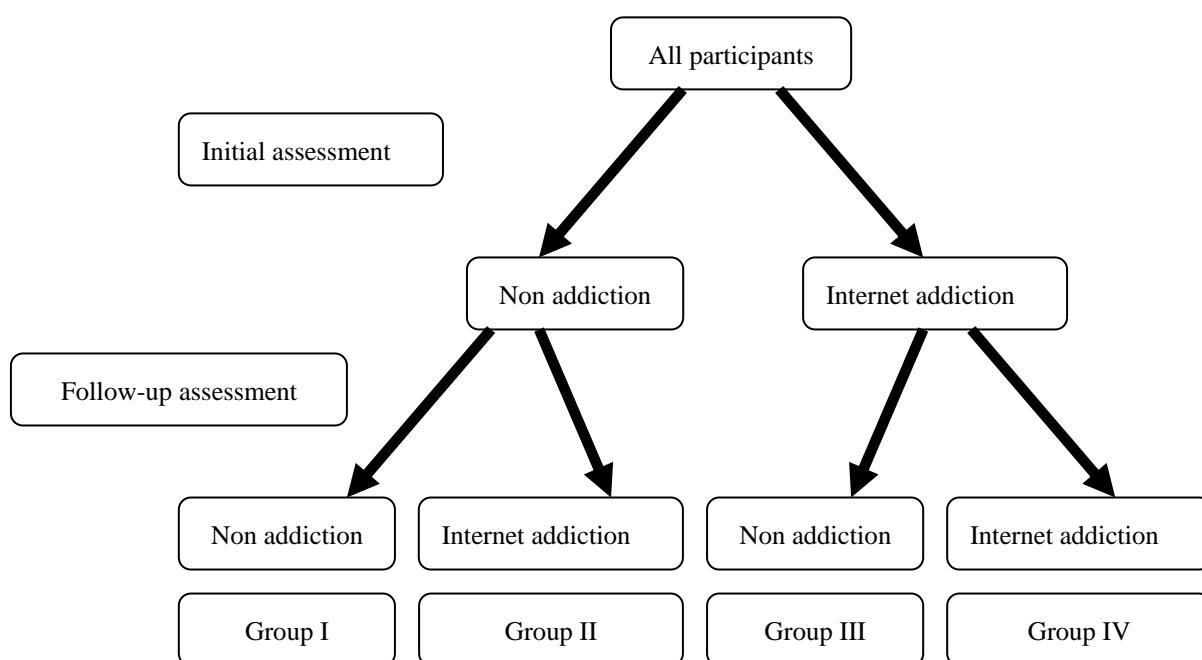 All participants
Initial assessment
Non addiction
Internet addiction
Follow-up assessment
Non addiction
Internet addiction
Non addiction
Internet addiction
Group I
Group II
Group III
Group IV